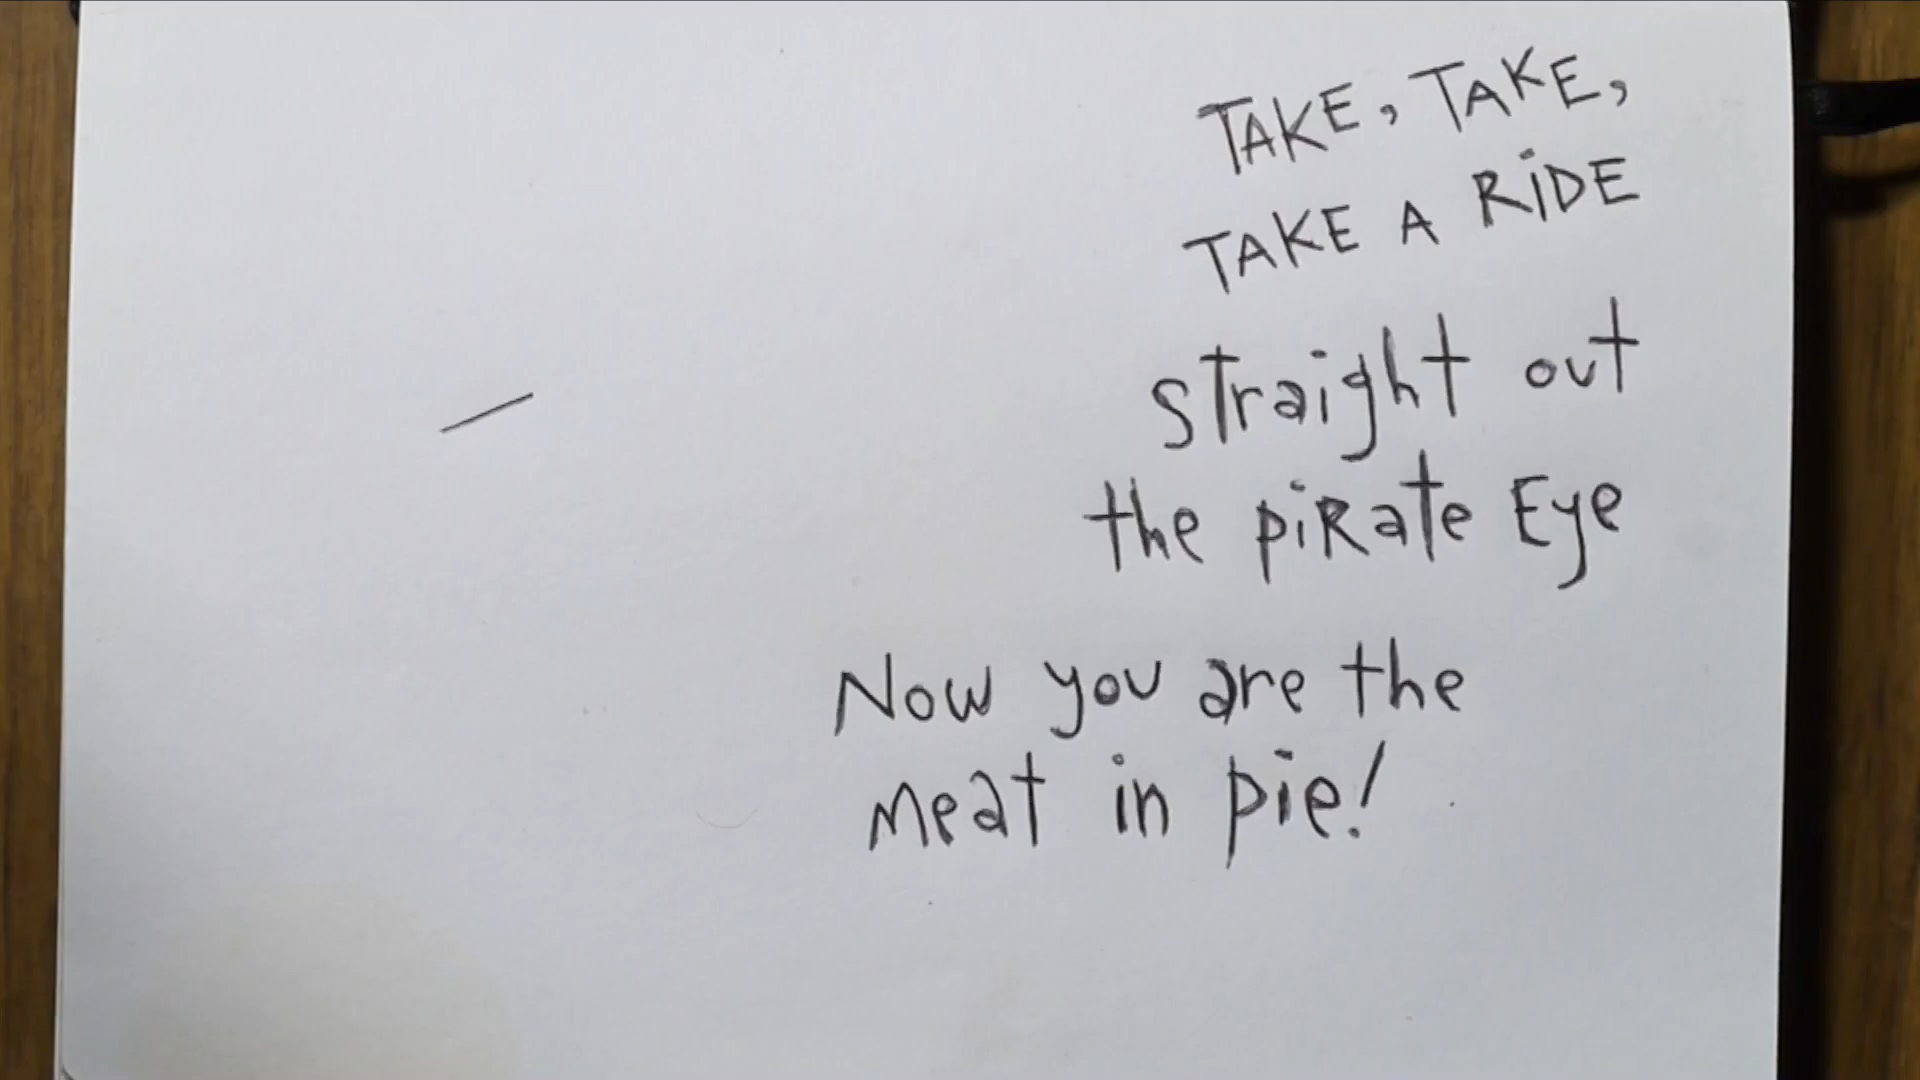 TAKE, TAKE,
TAKE A RiDE
straight out
the piRate Eye
Now you are the
meat in pie!